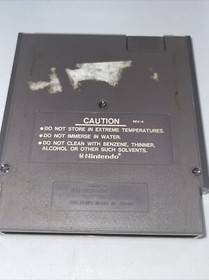 CAUTION
REV-A
●DO NOT STORE IN EXTREME TEMPERATURES.
●DO NOT IMMERSE IN WATER.
●DO NOT CLEAN WITH BENZENE, THINNER,
ALCOHOL OR OTHER SUCH SOLVENTS.
Nintendo®